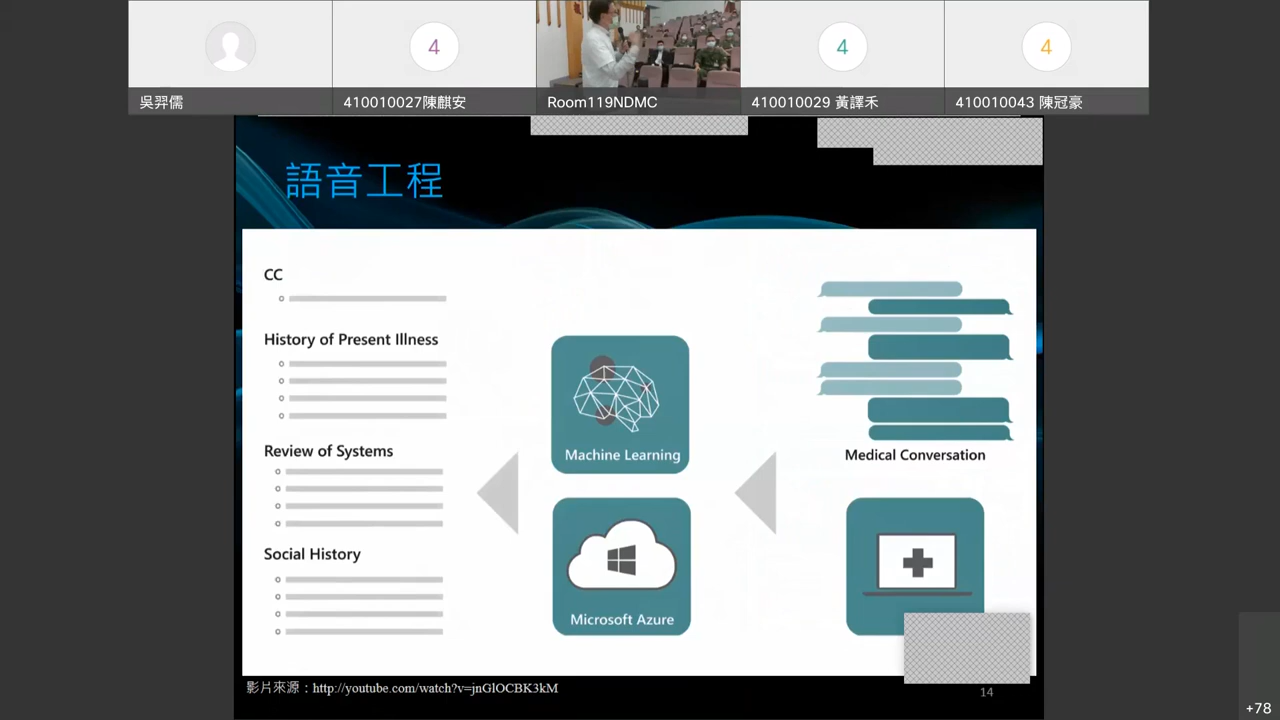 4
4
4
吳羿儒
410010027陳麒安
Room119NDMC
410010029 黃譯禾
410010043 陳冠豪
語音工程
CC
History of Present Illness
Review of Systems
Social History
Machine Learning
Microsoft Azure
Medical Conversation
影片來源：http://youtube.com/watch?v=jnGlOCBK3kM
14
+78